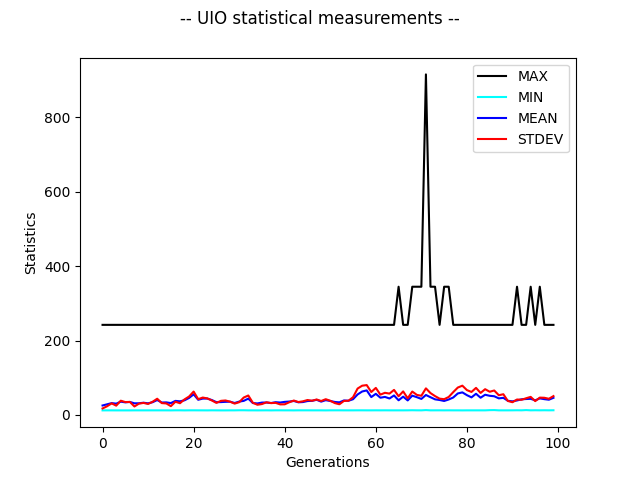 -- UIO statistical measurements --
MAX
MIN
MEAN
STDEV
800
600
400
200
0
Statistics
0 20 40 60 80 100
Generations